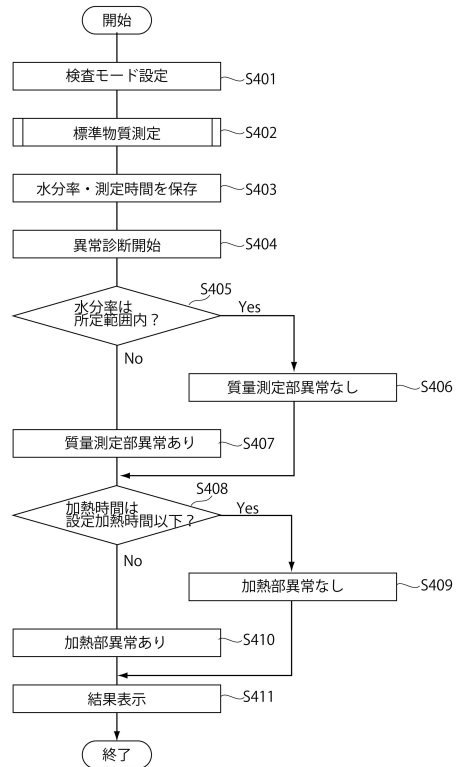 開始
検査モード設定
S401
標準物質測定
S402
水分率・測定時間を保存
S403
異常診断開始
S404
水分率は
所定範囲内？
S405
Yes
No
質量測定部異常なし
S406
質量測定部異常あり
S407
加熱時間は
設定加熱時間以下？
S408
Yes
No
加熱部異常なし
S409
加熱部異常あり
S410
結果表示
S411
終了